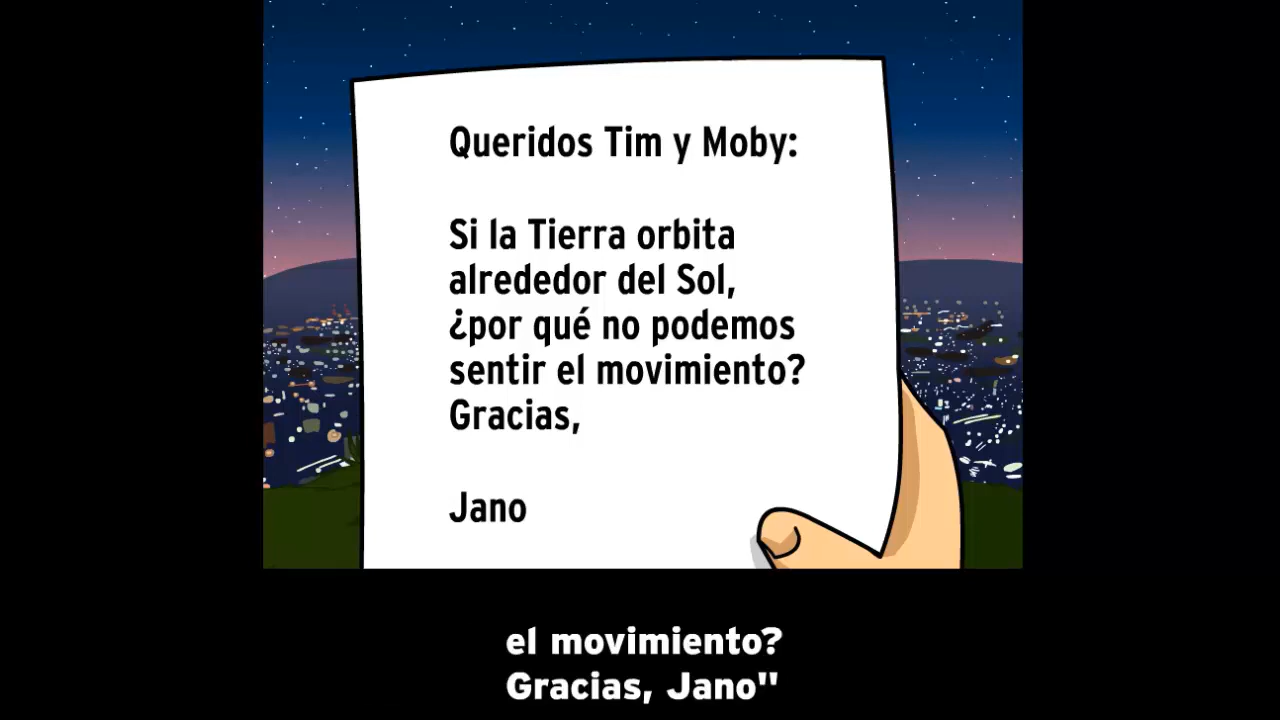 Queridos Tim y Moby:
Si la Tierra orbita
alrededor del Sol,
¿por qué no podemos
sentir el movimiento?
Gracias,
Jano
el movimiento?
Gracias, Jano"